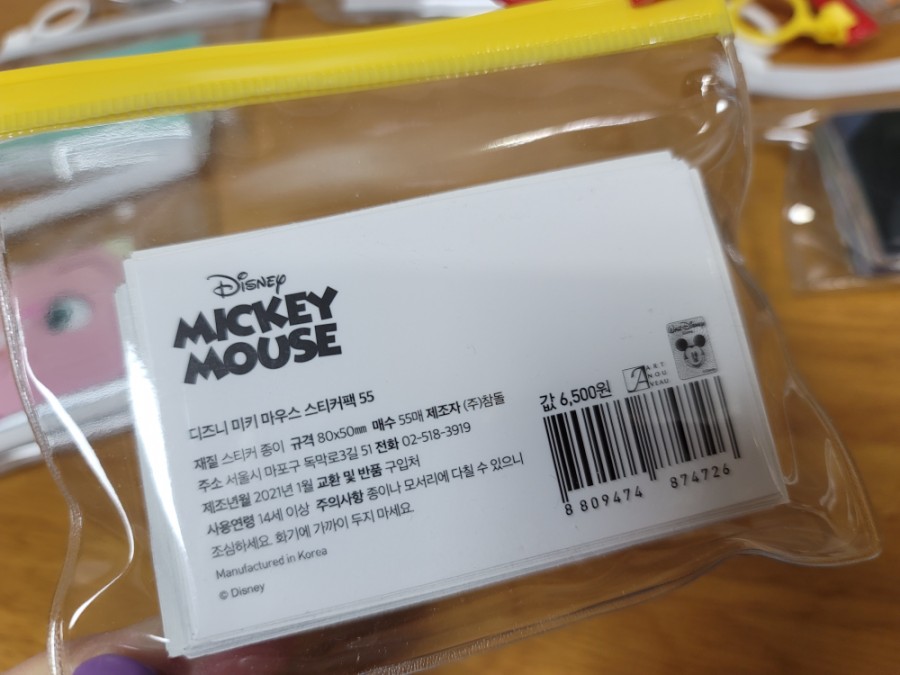 Disney
MICKEY
MOUSE
디즈니 미키 마우스 스티커팩 55
재질 스티커 종이 규격 80x50㎜ 매수 55매 제조자 (주)참돌
주소 서울시 마포구 독막로3길 51 전화 02-518-3919
제조년월 2021년 1월 교환 및 반품 구입처
사용연령 14세 이상 주의사항 종이나 모서리에 다칠 수 있으니
조심하세요. 화기에 가까이 두지 마세요.
Manufactured in Korea
© Disney
값 6,500원
ART
NOU
VEAU
WALT DISNEY
8 809474 874726